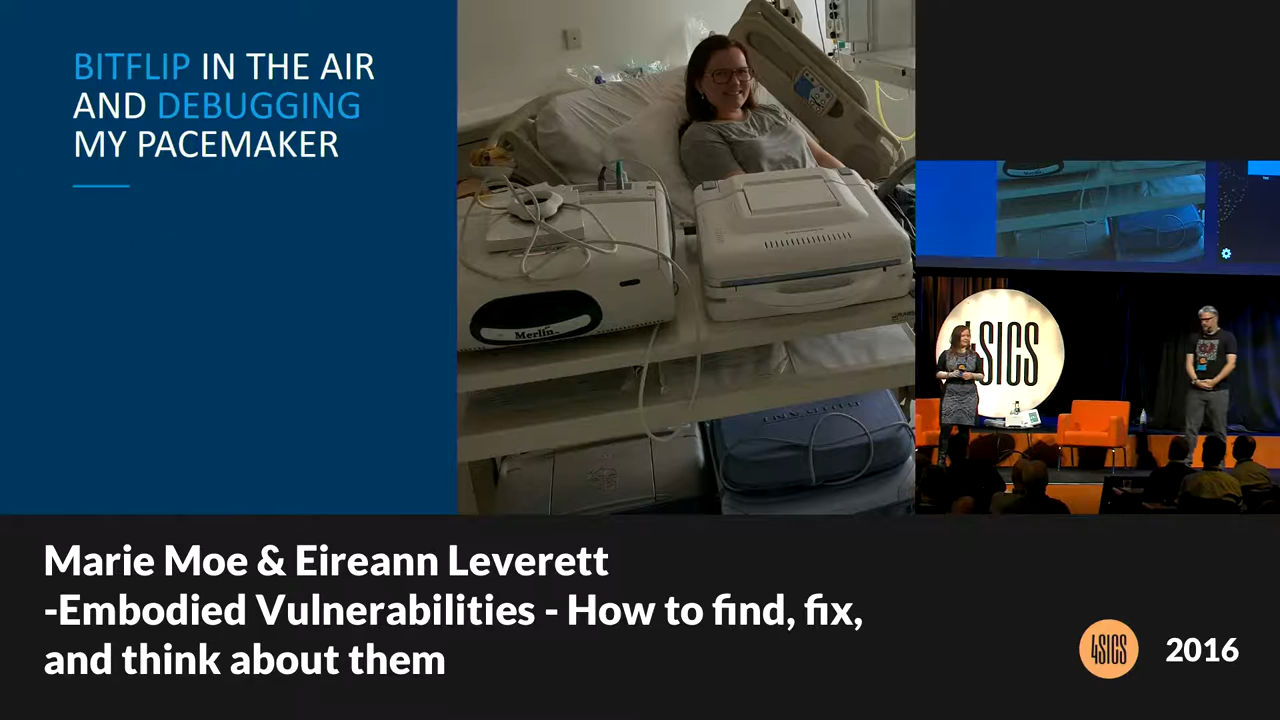 BITFLIP IN THE AIR
AND DEBUGGING
MY PACEMAKER
Merlin
4SICS
Marie Moe & Eireann Leverett
-Embodied Vulnerabilities - How to find, fix,
and think about them
4SICS
2016